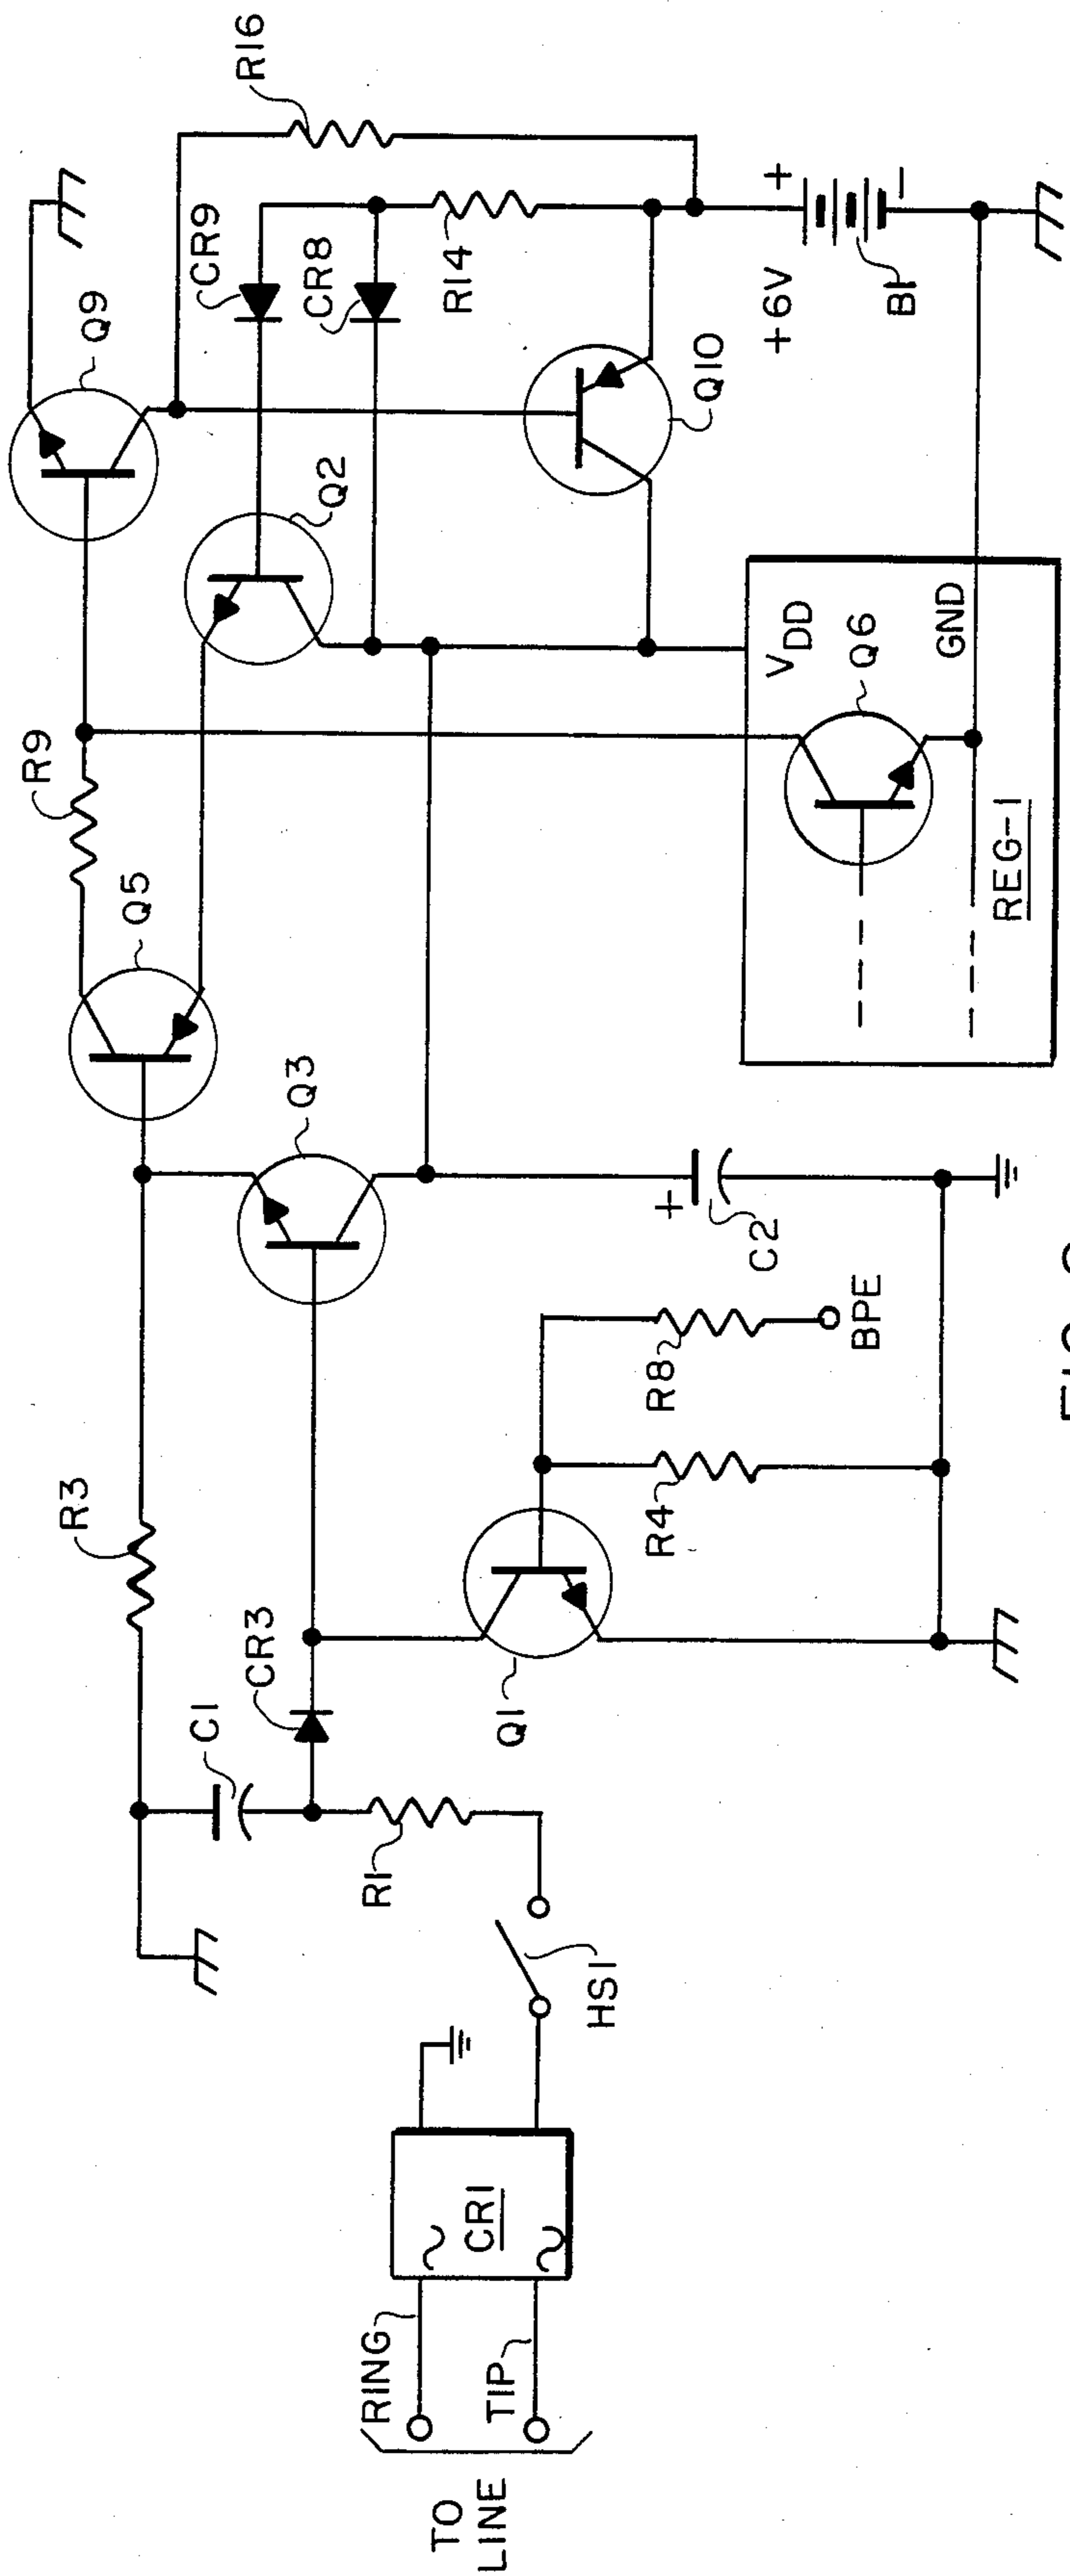 TO
LINE
RING
TIP
CR1
HS1
R1
C1
CR3
R3
Q1
R4
R8
BPE
Q3
C2
+
Q5
R9
Q2
Q9
CR9
CR8
R16
R14
Q10
+6V
+
-
B1
V DD
Q6
GND
REG-1